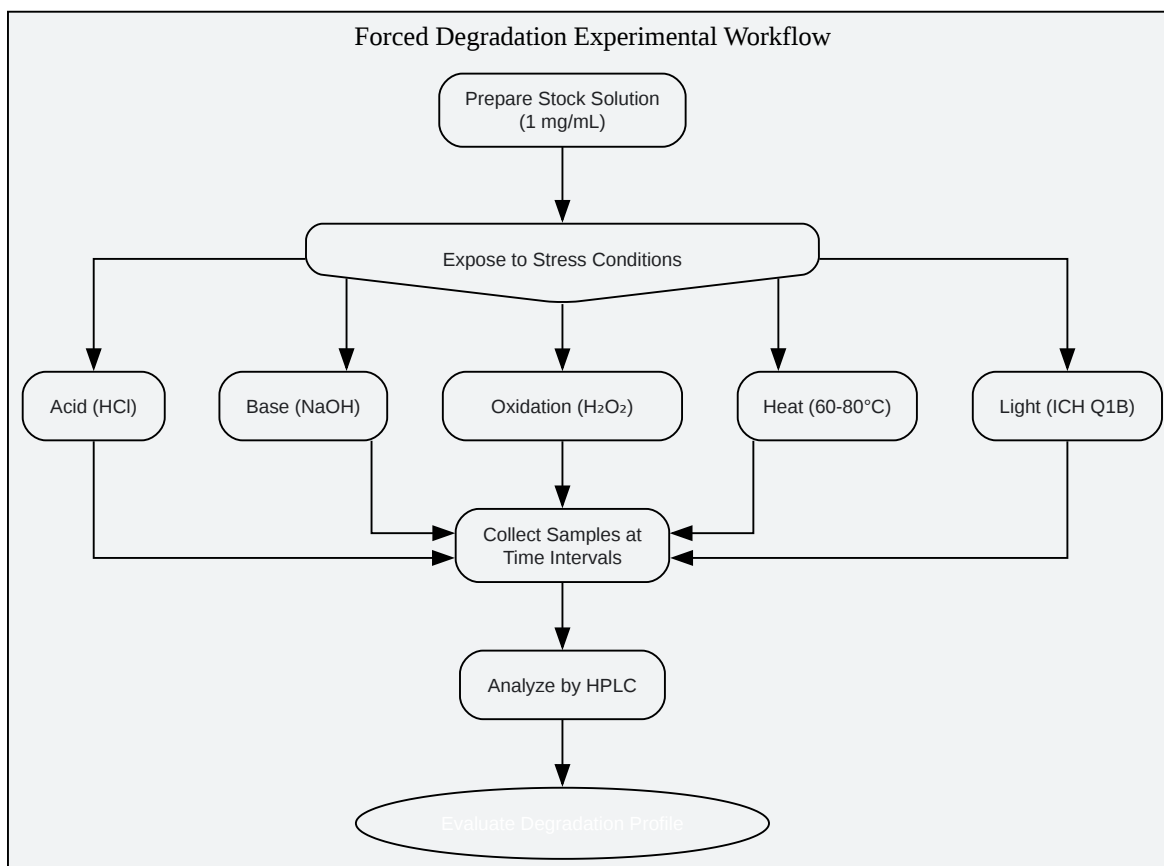 Forced Degradation Experimental Workflow
Prepare Stock Solution
(1 mg/mL)
Expose to Stress Conditions
Acid (HCl)
Base (NaOH)
Oxidation (H₂O₂)
Heat (60-80°C)
Light (ICH Q1B)
Collect Samples at
Time Intervals
Analyze by HPLC
Evaluate Degradation Profile